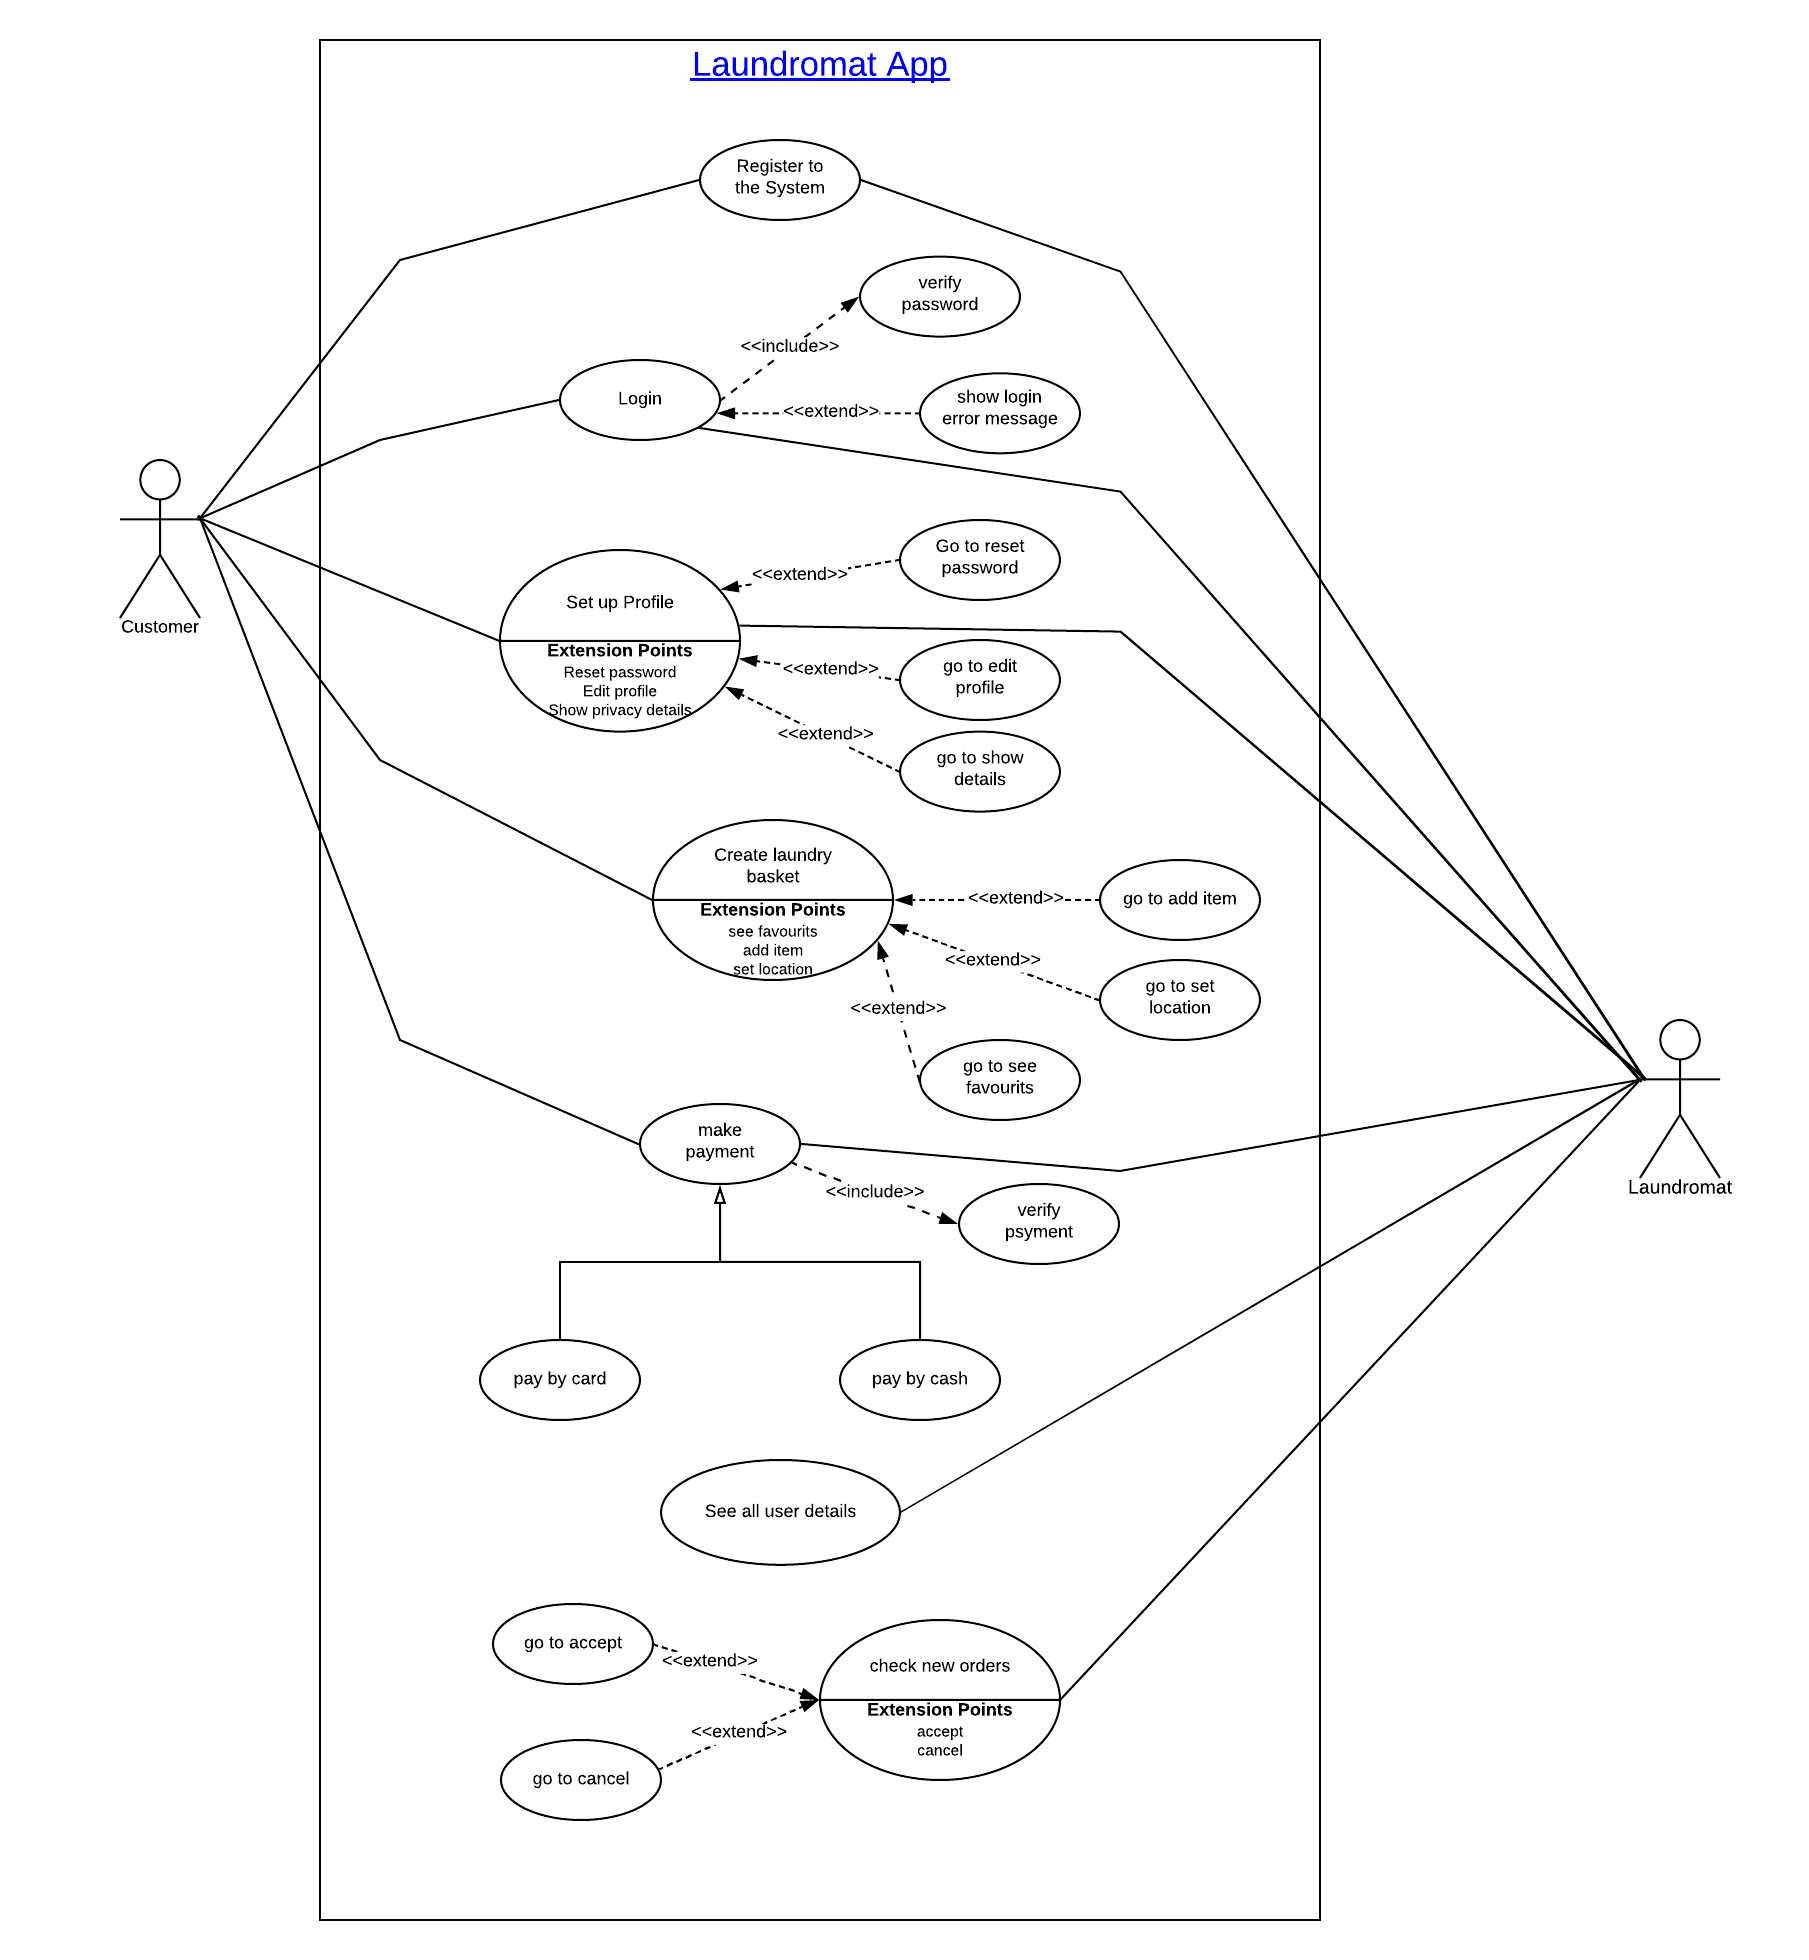 Laundromat App
Register to
the System
verify
password
<<include>>
Login
show login
error message
<<extend>>
Customer
Go to reset
password
<<extend>>
Set up Profile
Extension Points
Reset password
Edit profile
Show privacy details
go to edit
profile
<<extend>>
go to show
details
<<extend>>
Create laundry
basket
Extension Points
see favourits
add item
set location
<<extend>>
go to add item
<<extend>>
go to set
location
<<extend>>
go to see
favourits
make
payment
<<include>>
verify
psyment
Laundromat
pay by card
pay by cash
See all user details
go to accept
<<extend>>
check new orders
Extension Points
accept
cancel
<<extend>>
go to cancel